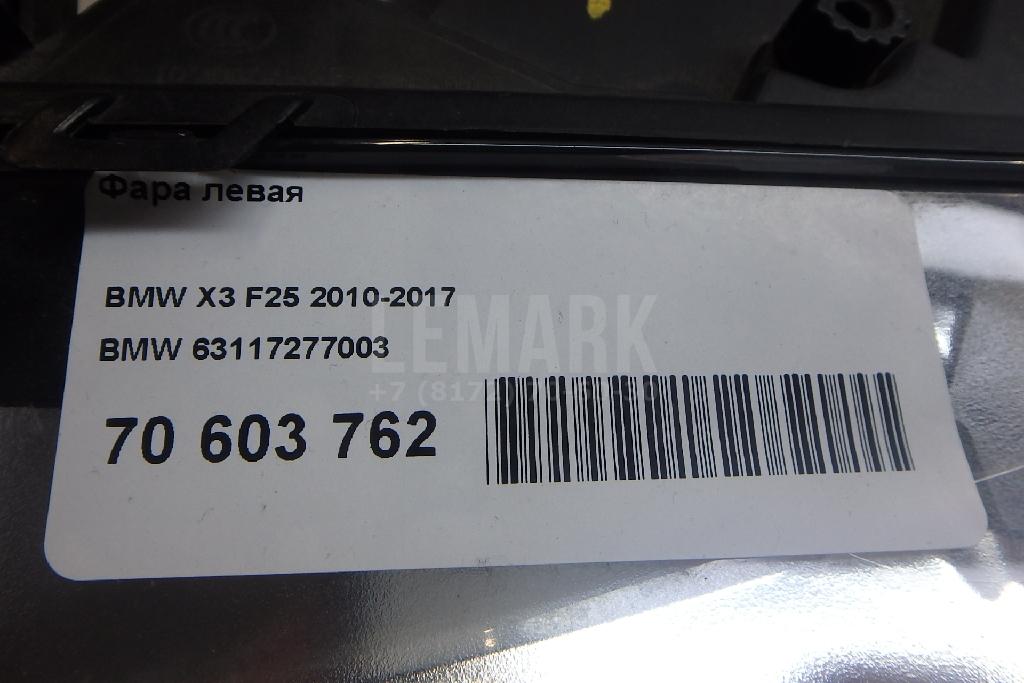 Фара левая
BMW X3 F25 2010-2017
BMW 63117277003
LEMARK
70 603 762